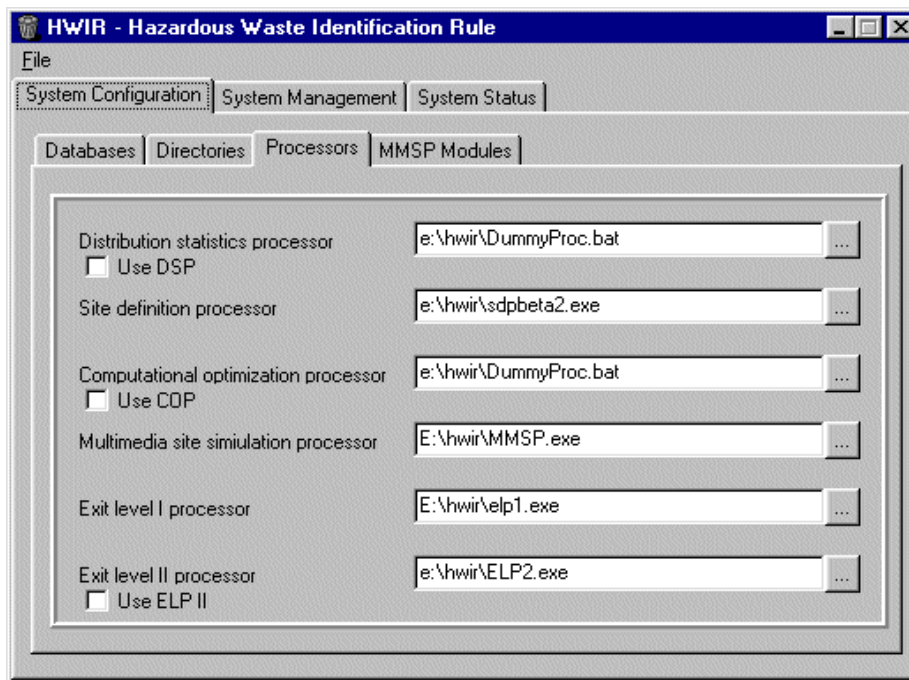 HWIR - Hazardous Waste Identification Rule
File
System Configuration System Management System Status
Databases Directories Processors MMSP Modules
Distribution statistics processor e:\hwir\DummyProc.bat ...
Use DSP
Site definition processor e:\hwir\sdpbeta2.exe ...
Computational optimization processor e:\hwir\DummyProc.bat ...
Use COP
Multimedia site simiulation processor E:\hwir\MMSP.exe ...
Exit level I processor E:\hwir\elp1.exe ...
Exit level II processor e:\hwir\ELP2.exe ...
Use ELP II